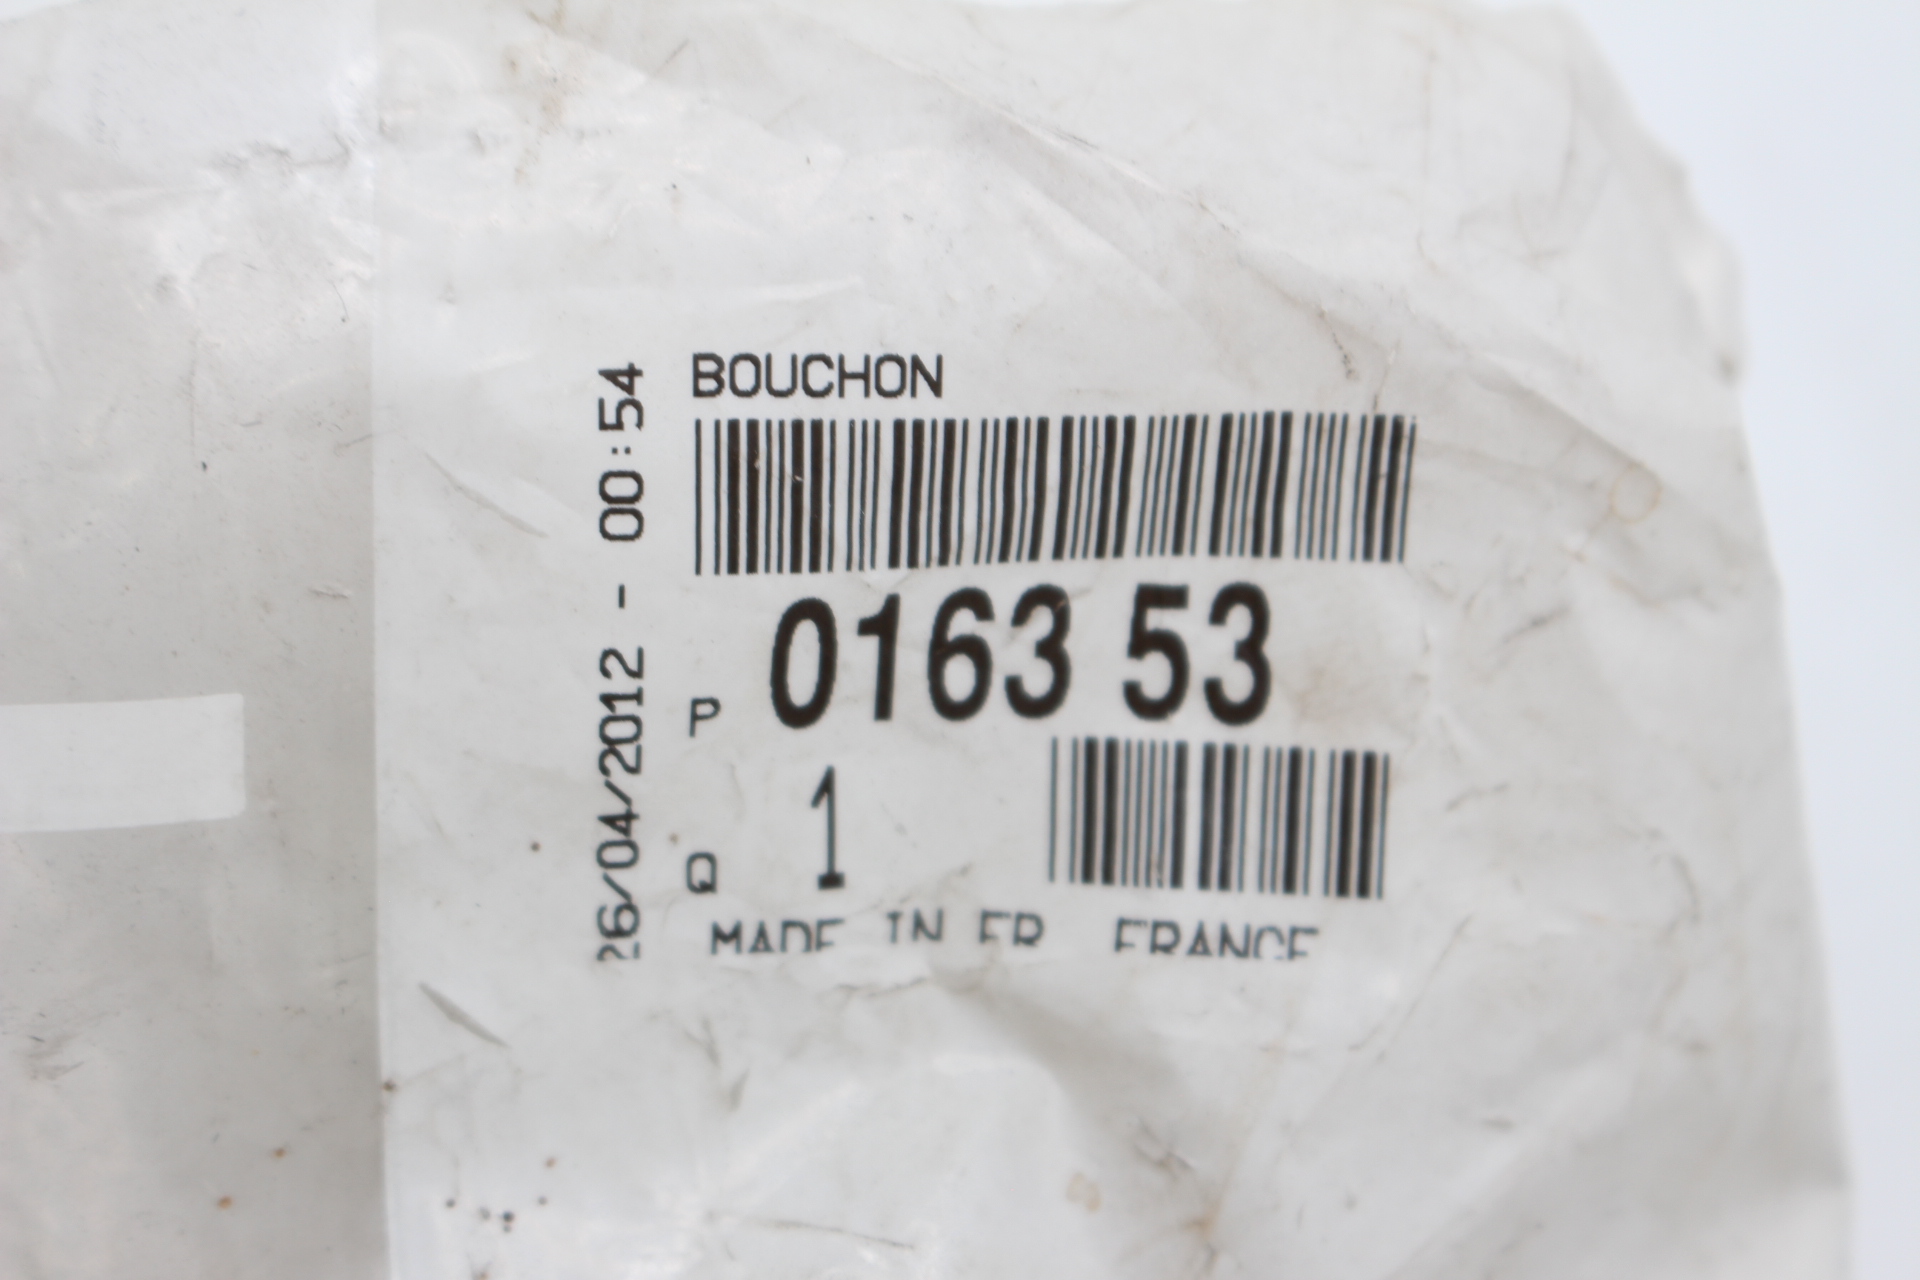 BOUCHON
P 0163 53
Q 1
MADE IN FR FRANCE
26/04/2012 - 00:54